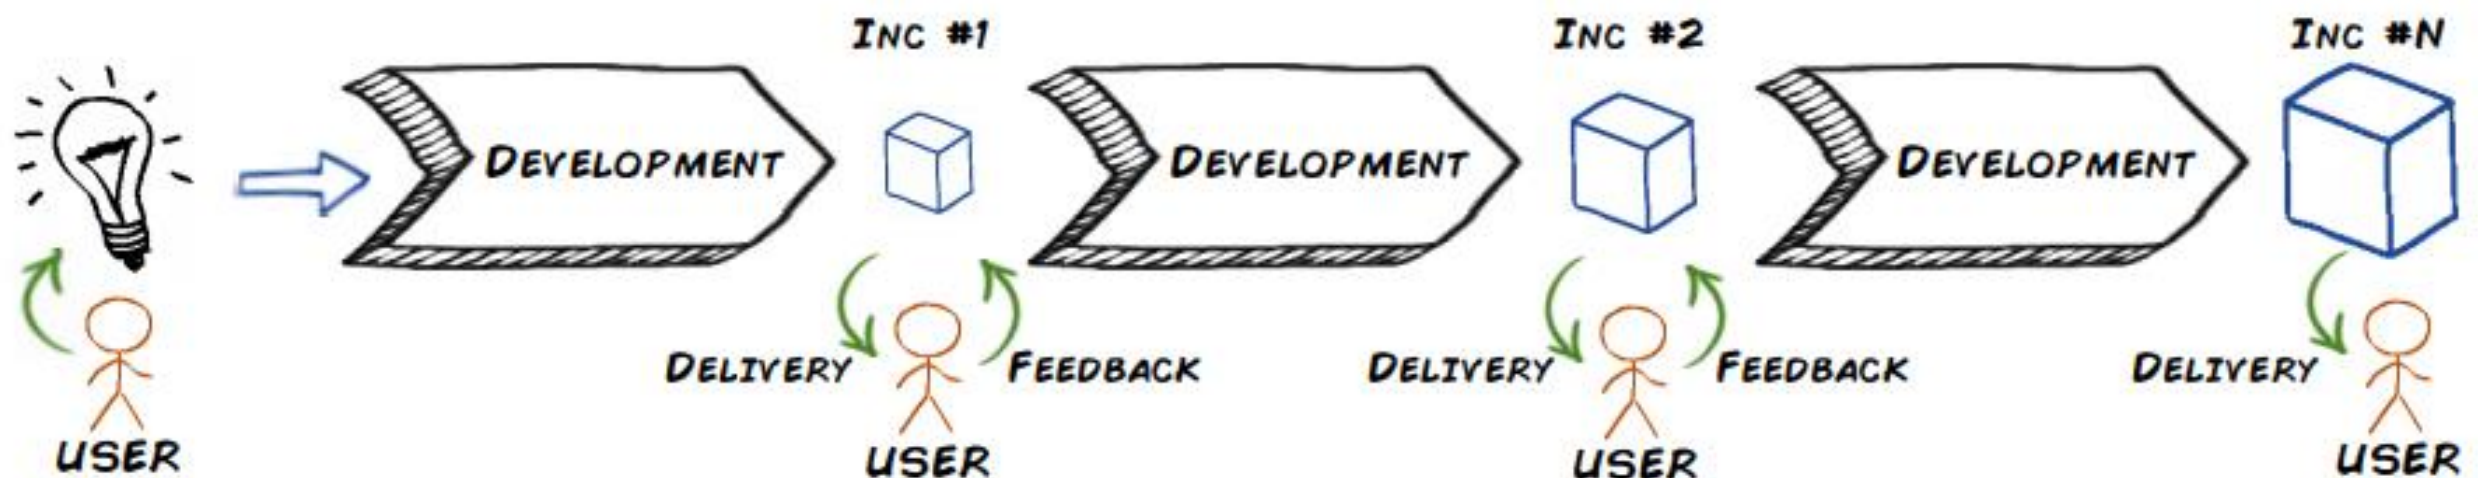 INC #1
INC #2
INC #N
DEVELOPMENT
DEVELOPMENT
DEVELOPMENT
DELIVERY
FEEDBACK
DELIVERY
FEEDBACK
DELIVERY
USER
USER
USER
USER